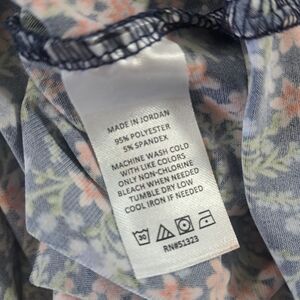 MADE IN JORDAN
95% POLYESTER
5% SPANDEX
MACHINE WASH COLD
WITH LIKE COLORS
ONLY NON-CHLORINE
BLEACH WHEN NEEDED
TUMBLE DRY LOW
COOL IRON IF NEEDED
30
RN#51323